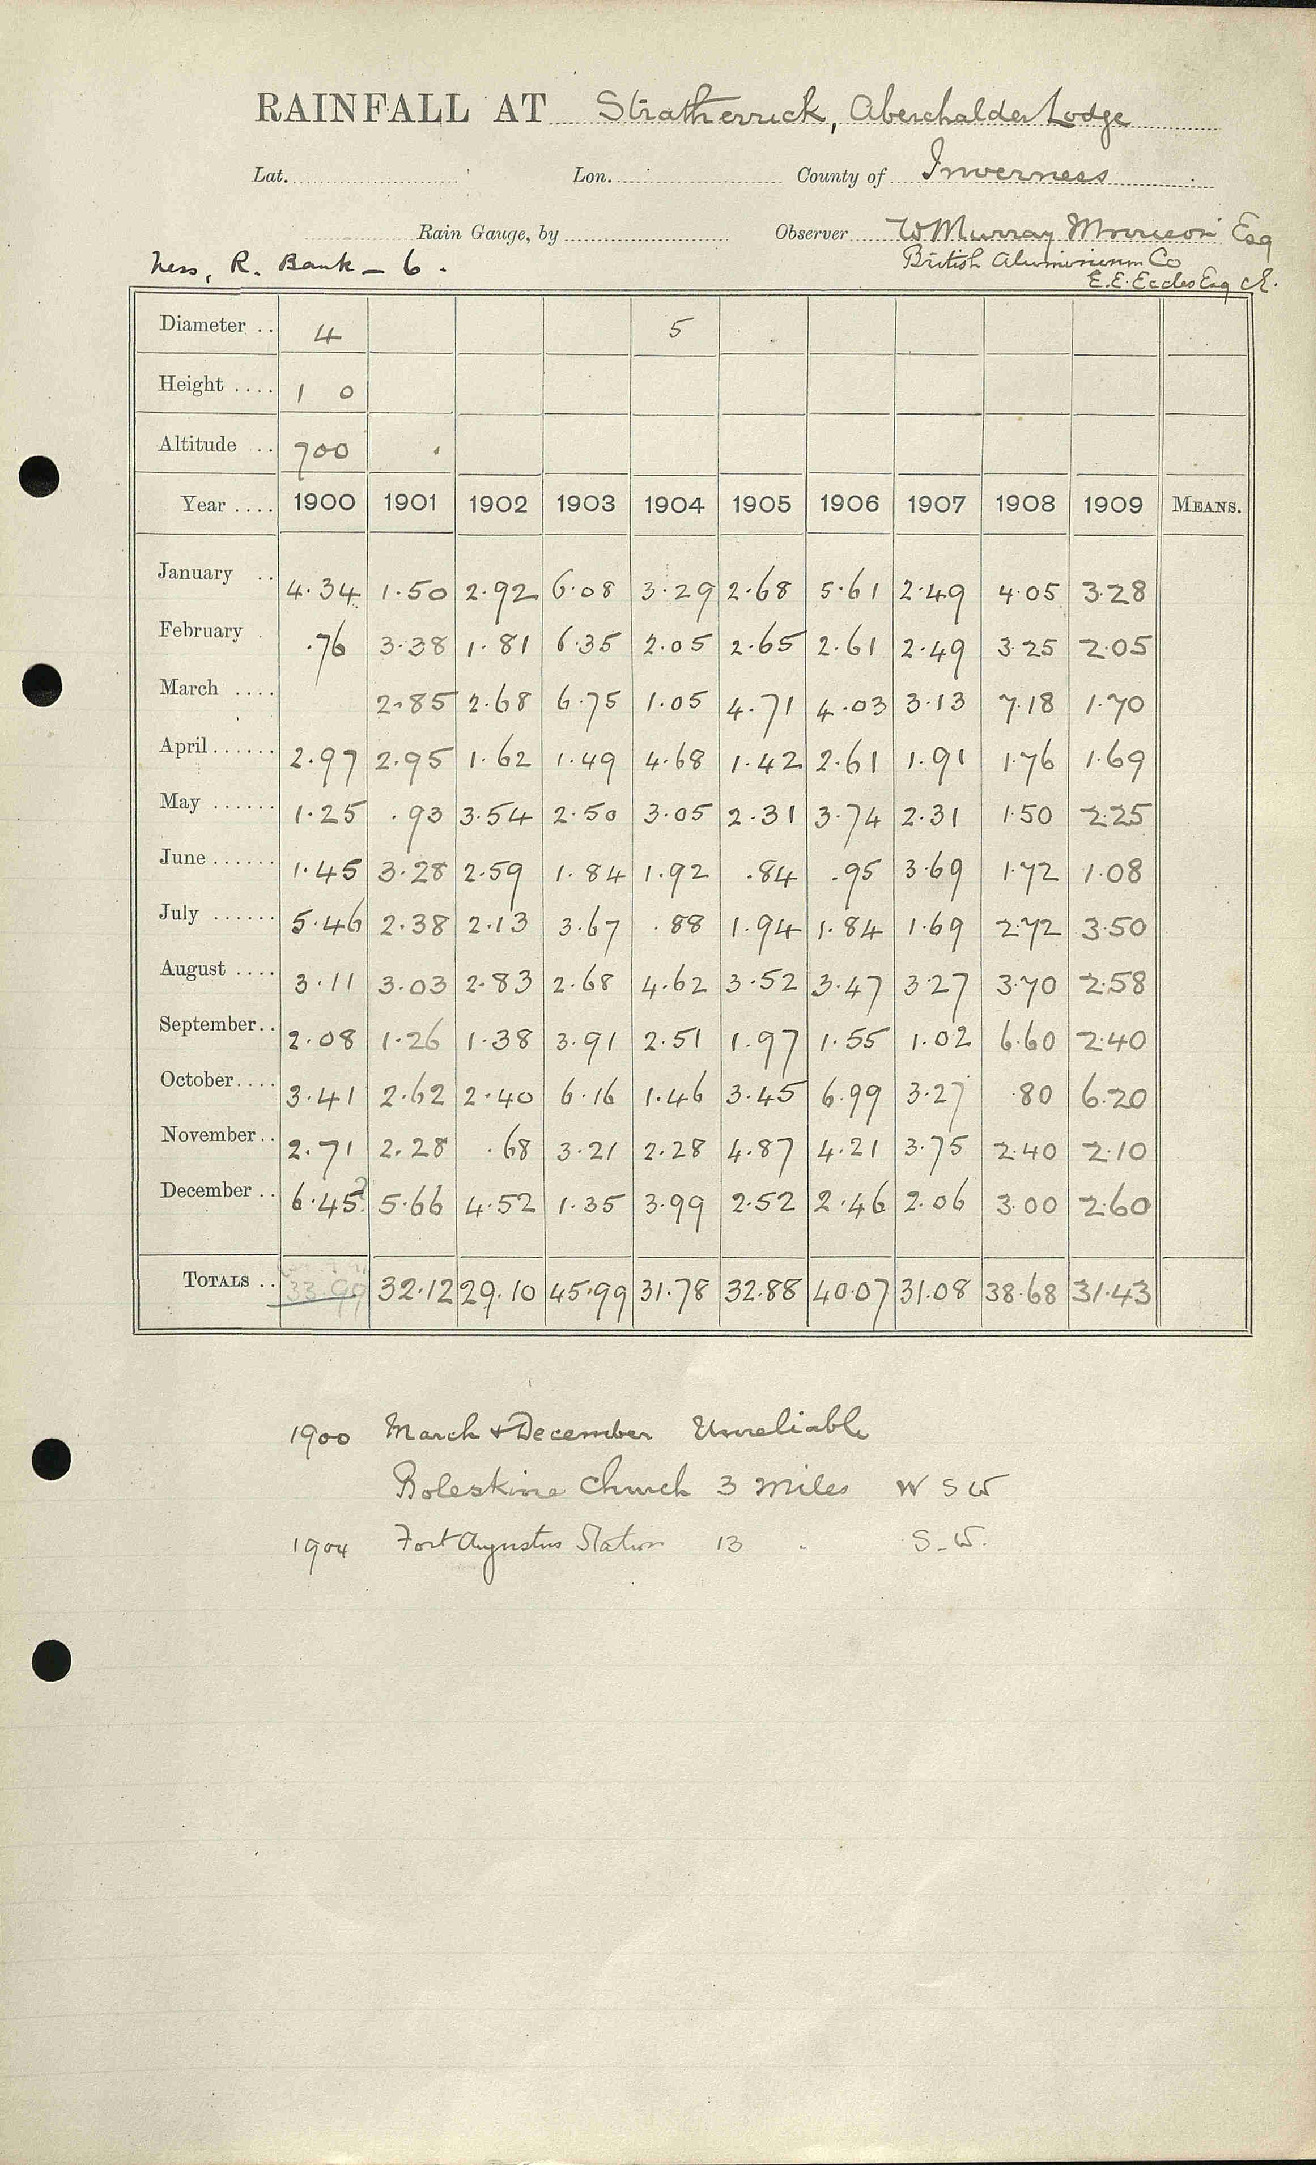 RAINFALL AT Stratherrick, Aberchalder Lodge
Lat. Lon. County of Inverness
Rain Gauge, by Observer W Murray Morrison Esq
Ness, R. Bank – 6. British Aluminium Co
E.E. Eccles Esq CE.
Diameter .. 4 5
Height .... 1 0
Altitude ... 700
Year .... 1900 1901 1902 1903 1904 1905 1906 1907 1908 1909 MEANS.
January .. 4.34 1.50 2.92 6.08 3.29 2.68 5.61 2.49 4.05 3.28
February . .76 3.38 1.81 6.35 2.05 2.65 2.61 2.49 3.25 2.05
March .... 2.85 2.68 6.75 1.05 4.71 4.03 3.13 7.18 1.70
April ...... 2.97 2.95 1.62 1.49 4.68 1.42 2.61 1.91 1.76 1.69
May ...... 1.25 .93 3.54 2.50 3.05 2.31 3.74 2.31 1.50 2.25
June ...... 1.45 3.28 2.59 1.84 1.92 .84 .95 3.69 1.72 1.08
July ...... 5.46 2.38 2.13 3.67 .88 1.94 1.84 1.69 2.72 3.50
August .... 3.11 3.03 2.83 2.68 4.62 3.52 3.47 3.27 3.70 2.58
September.. 2.08 1.26 1.38 3.91 2.51 1.97 1.55 1.02 6.60 2.40
October.... 3.41 2.62 2.40 6.16 1.46 3.45 6.99 3.27 .80 6.20
November.. 2.71 2.28 .68 3.21 2.28 4.87 4.21 3.75 2.40 2.10
December .. 6.45? 5.66 4.52 1.35 3.99 2.52 2.46 2.06 3.00 2.60
TOTALS .. 33.99 32.12 29.10 45.99 31.78 32.88 40.07 31.08 38.68 31.43
1900 March & December Unreliable
Boleskine Church 3 miles W S W
1904 Fort Augustus Station 13 " S.W.